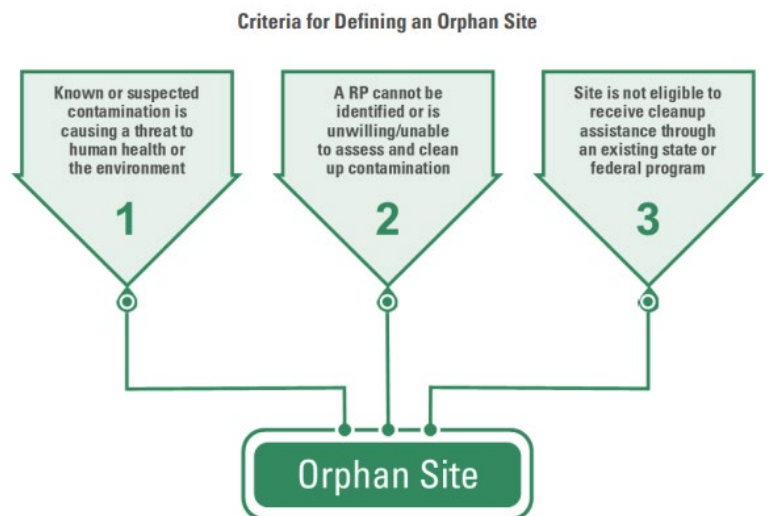 Criteria for Defining an Orphan Site
Known or suspected
contamination is
causing a threat to
human health or
the environment
1
A RP cannot be
identified or is
unwilling/unable
to assess and clean
up contamination
2
Site is not eligible to
receive cleanup
assistance through
an existing state or
federal program
3
Orphan Site